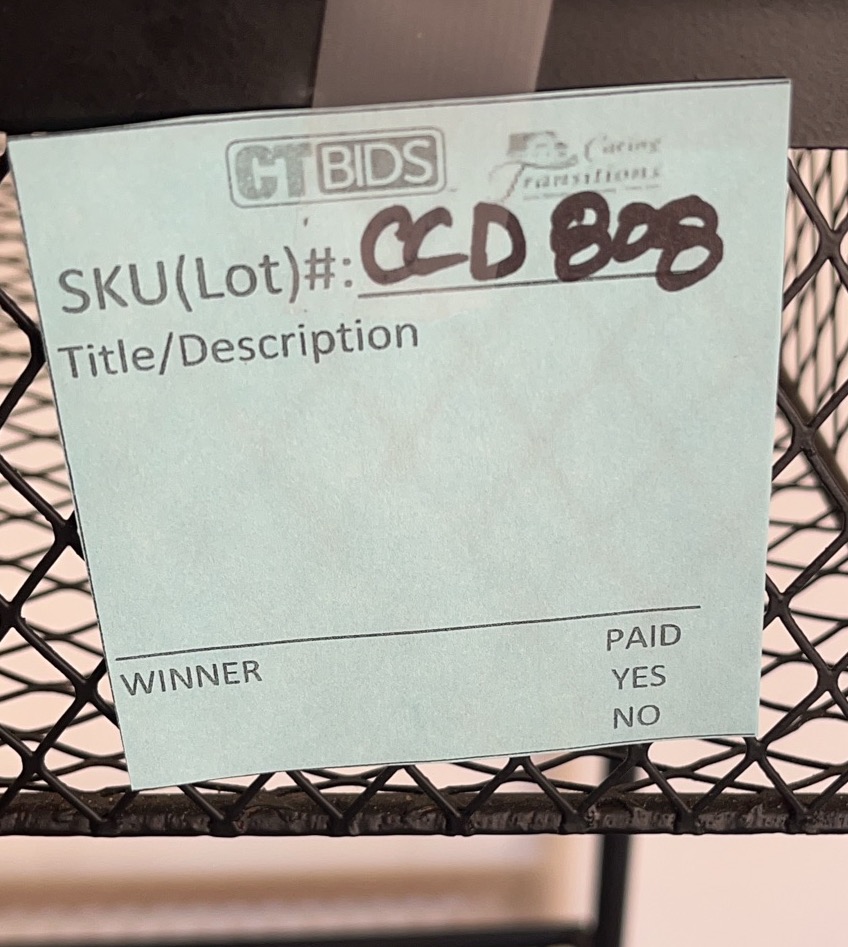 CTBIDS Caring
Transitions
SKU(Lot)#: CCD 808
Title/Description
WINNER PAID
YES
NO